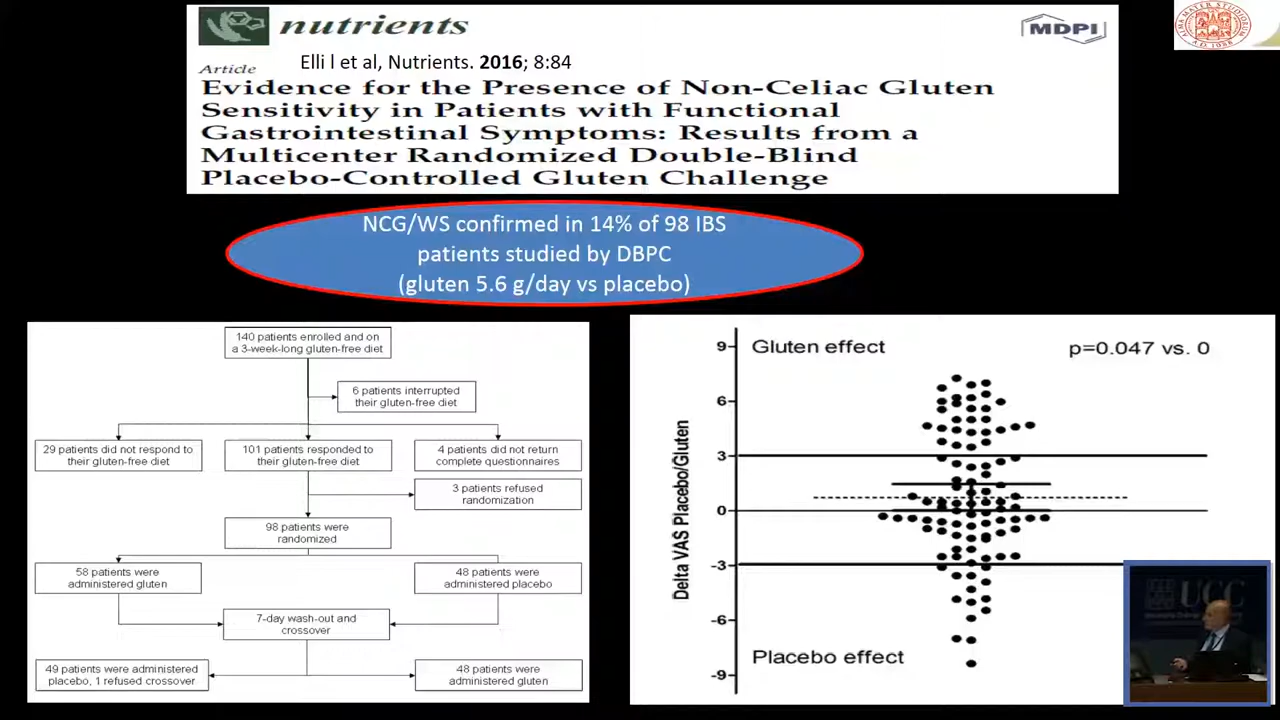 nutrients
MDPI
Article
Elli l et al, Nutrients. 2016; 8:84
Evidence for the Presence of Non-Celiac Gluten
Sensitivity in Patients with Functional
Gastrointestinal Symptoms: Results from a
Multicenter Randomized Double-Blind
Placebo-Controlled Gluten Challenge
NCG/WS confirmed in 14% of 98 IBS
patients studied by DBPC
(gluten 5.6 g/day vs placebo)
140 patients enrolled and on
a 3-week-long gluten-free diet
6 patients interrupted
their gluten-free diet
29 patients did not respond to
their gluten-free diet
101 patients responded to
their gluten-free diet
4 patients did not return
complete questionnaires
3 patients refused
randomization
98 patients were
randomized
58 patients were
administered gluten
48 patients were
administered placebo
7-day wash-out and
crossover
49 patients were administered
placebo, 1 refused crossover
48 patients were
administered gluten
Delta VAS Placebo/Gluten
9
6
3
0
-3
-6
-9
Gluten effect
p=0.047 vs. 0
Placebo effect
UCC